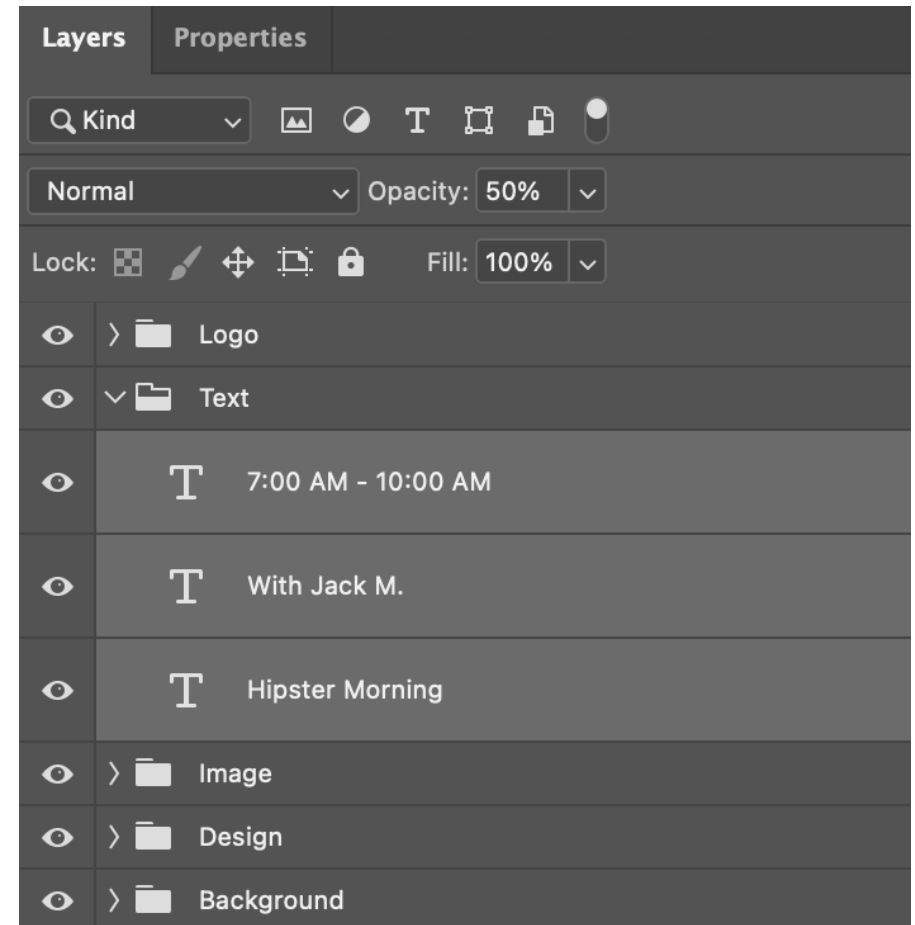 Layers Properties
Kind
Normal Opacity: 50%
Lock: Fill: 100%
Logo
Text
7:00 AM - 10:00 AM
With Jack M.
Hipster Morning
Image
Design
Background